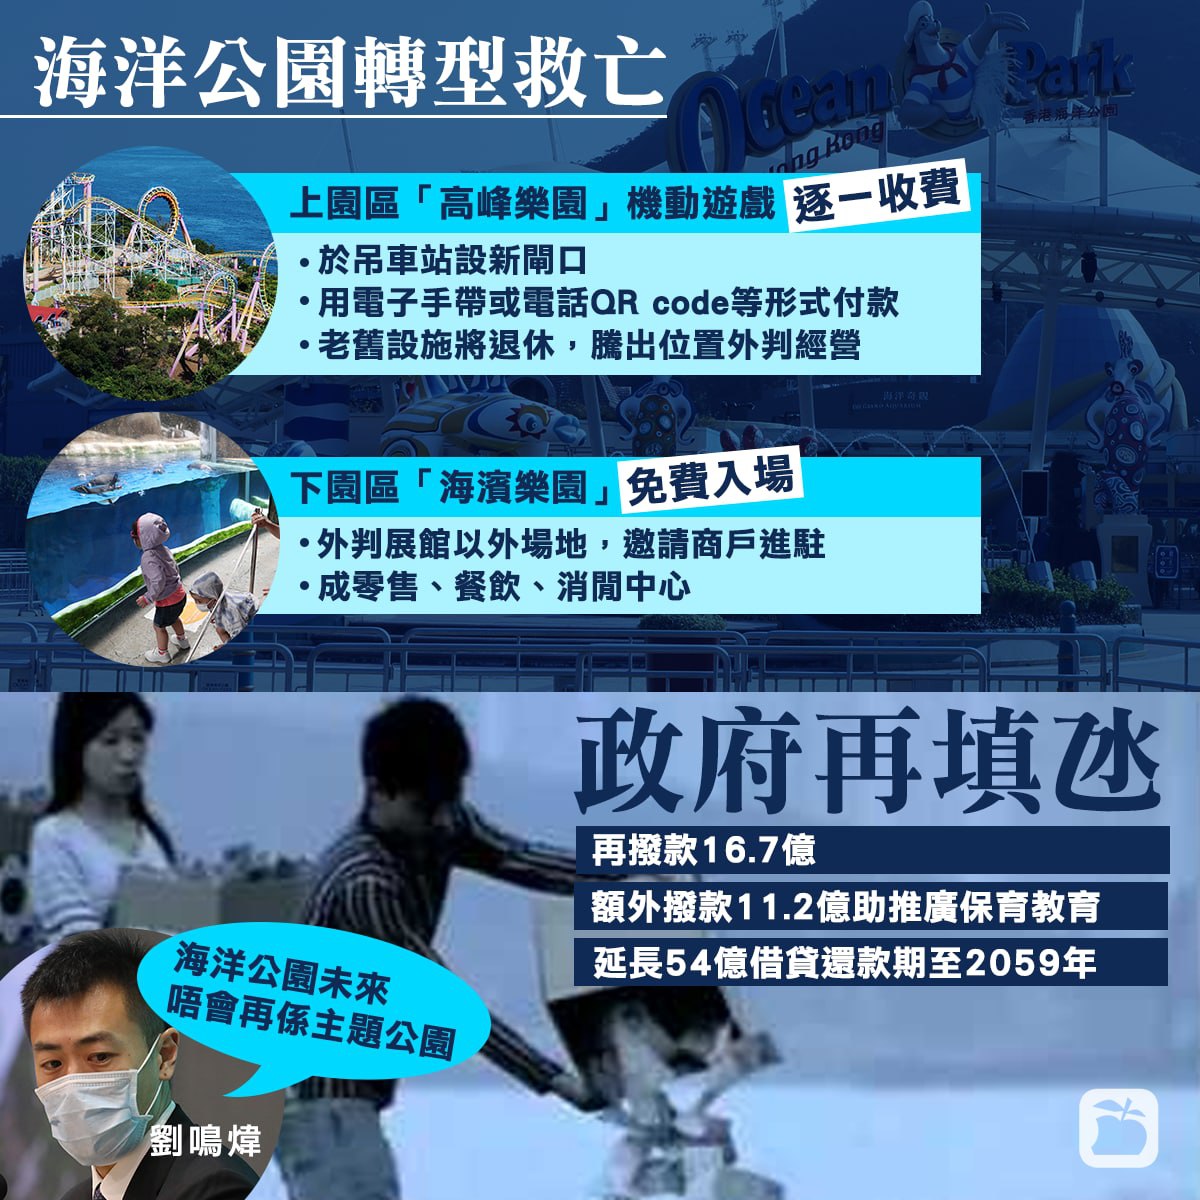 海洋公園轉型救亡
Ocean Park
Hong Kong
香港海洋公園
上園區「高峰樂園」機動遊戲 逐一收費
・於吊車站設新閘口
・用電子手帶或電話QR code等形式付款
・老舊設施將退休，騰出位置外判經營
海洋奇觀
THE GRAND AQUARIUM
下園區「海濱樂園」免費入場
・外判展館以外場地，邀請商戶進駐
・成零售、餐飲、消閒中心
政府再填氹
再撥款16.7億
額外撥款11.2億助推廣保育教育
延長54億借貸還款期至2059年
海洋公園未來
唔會再係主題公園
劉鳴煒